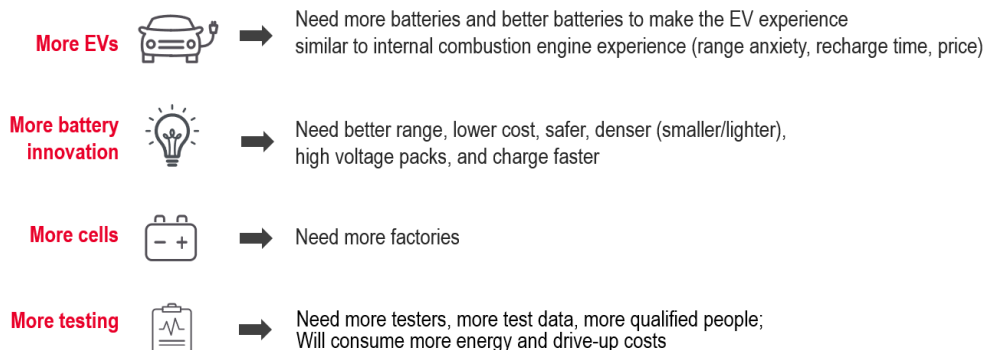 More EVs
Need more batteries and better batteries to make the EV experience
similar to internal combustion engine experience (range anxiety, recharge time, price)
More battery
innovation
Need better range, lower cost, safer, denser (smaller/lighter),
high voltage packs, and charge faster
More cells
Need more factories
More testing
Need more testers, more test data, more qualified people;
Will consume more energy and drive-up costs